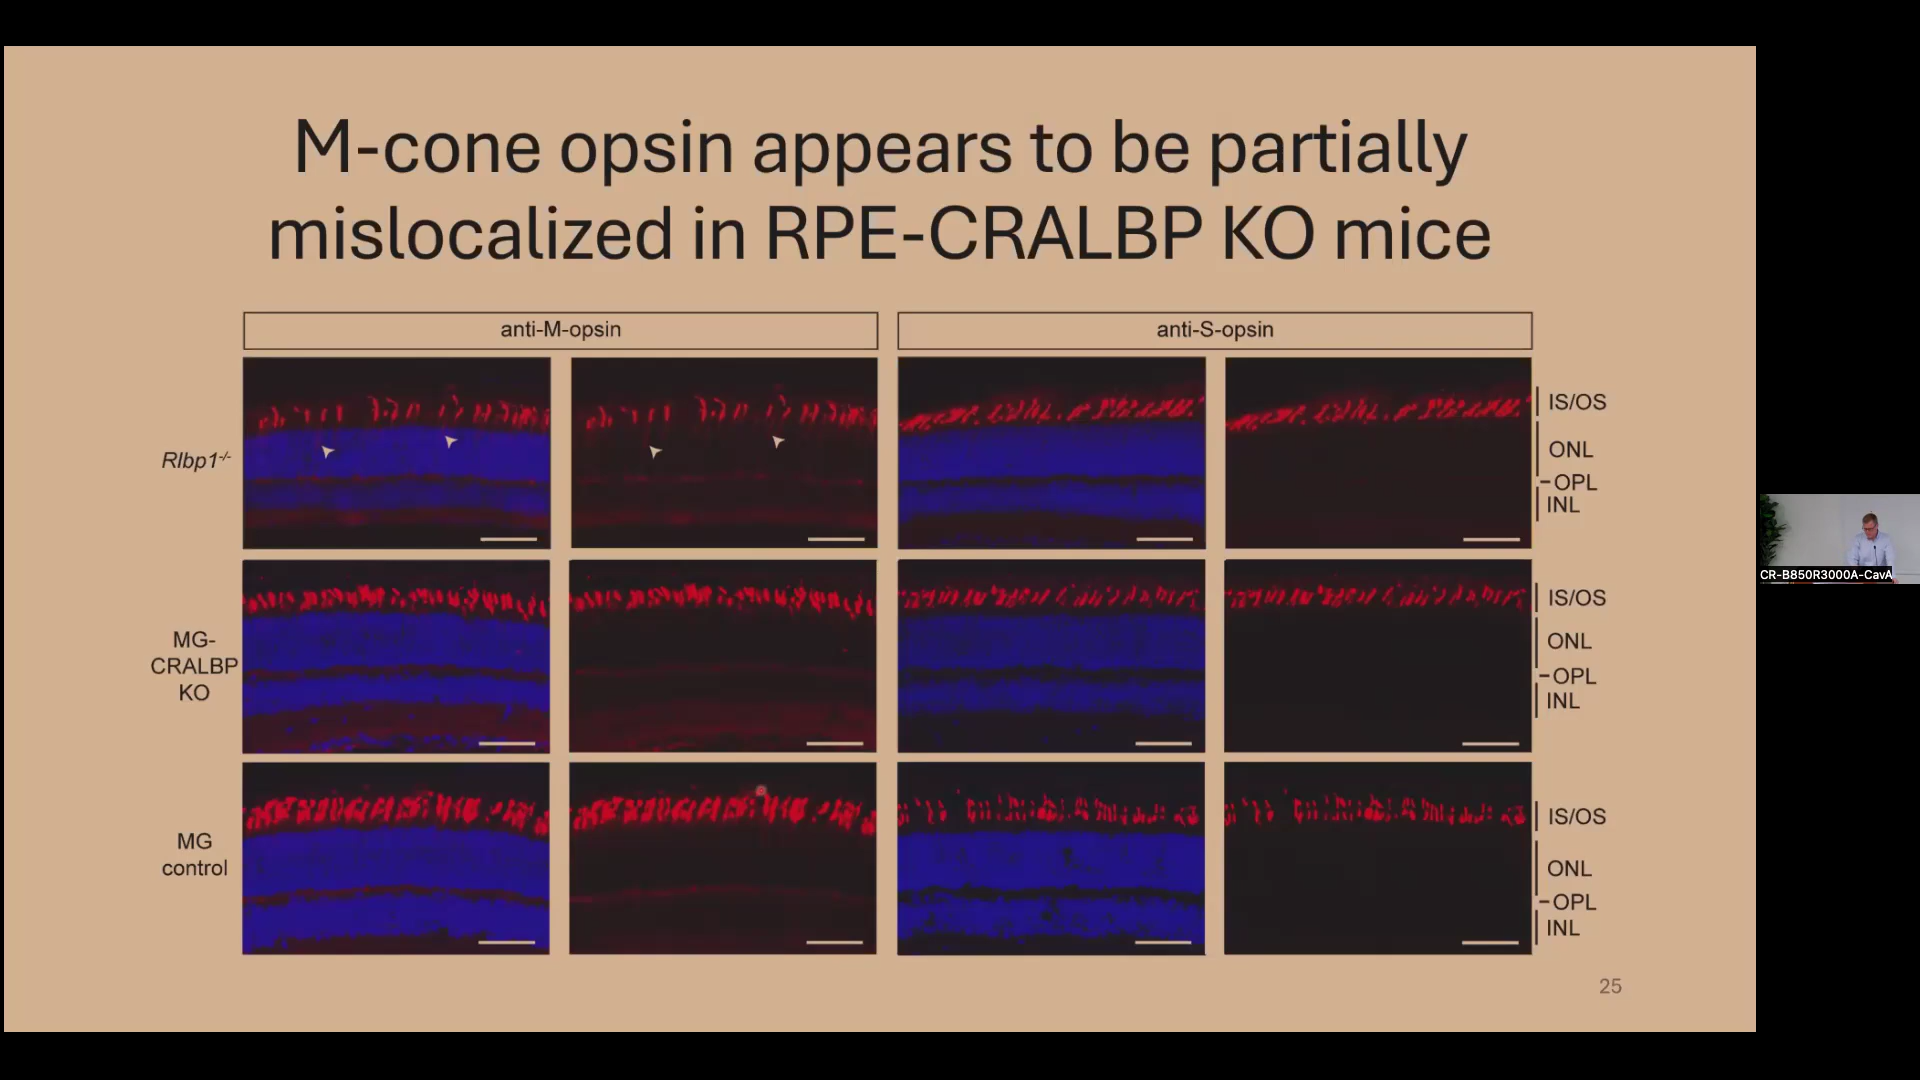 M-cone opsin appears to be partially
mislocalized in RPE-CRALBP KO mice
anti-M-opsin
anti-S-opsin
Rlbp1-/-
IS/OS
ONL
OPL
INL
MG-
CRALBP
KO
IS/OS
ONL
OPL
INL
MG
control
IS/OS
ONL
OPL
INL
25
CR-B850R3000A-CavA